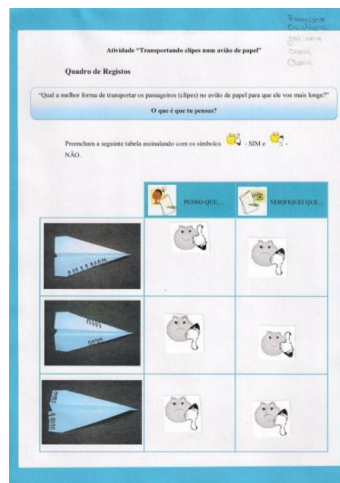 Francisco
Atividade “Transportando clipes num avião de papel”
Quadro de Registos
“Qual a melhor forma de transportar os passageiros (clipes) no avião de papel para que ele voe mais longe?”
O que é que tu pensas?
Preencham a seguinte tabela assinalando com os símbolos - SIM e -
NÃO.
PENSO QUE...
VERIFIQUEI QUE...